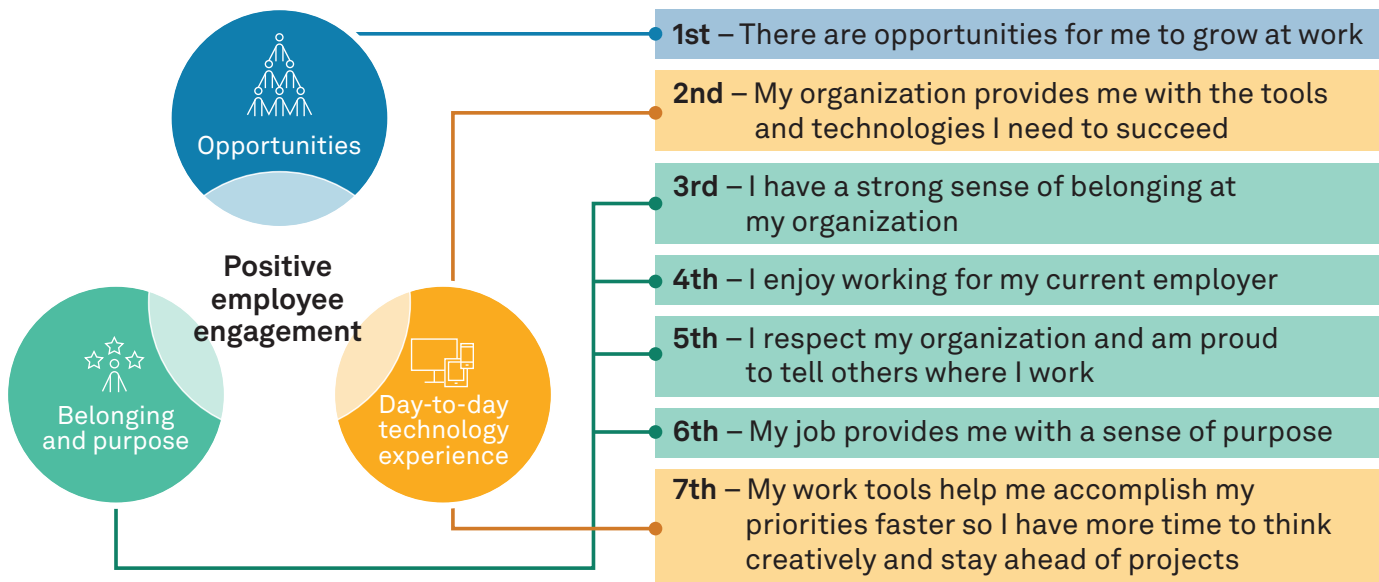 Opportunities
Positive
employee
engagement
Belonging
and purpose
Day-to-day
technology
experience
1st – There are opportunities for me to grow at work
2nd – My organization provides me with the tools
and technologies I need to succeed
3rd – I have a strong sense of belonging at
my organization
4th – I enjoy working for my current employer
5th – I respect my organization and am proud
to tell others where I work
6th – My job provides me with a sense of purpose
7th – My work tools help me accomplish my
priorities faster so I have more time to think
creatively and stay ahead of projects